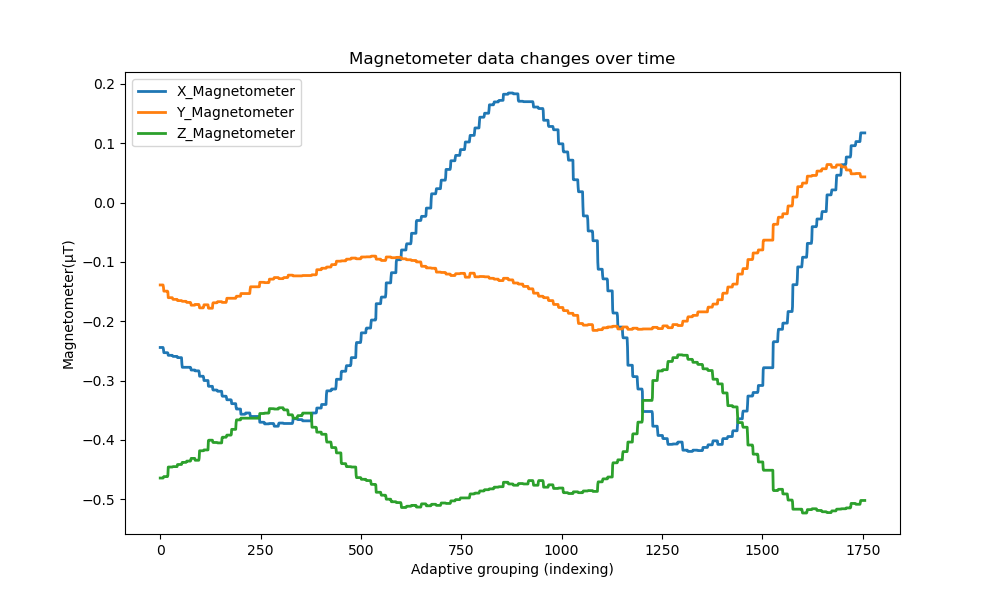 Magnetometer data changes over time
X_Magnetometer
Y_Magnetometer
Z_Magnetometer
Magnetometer(μT)
0.2
0.1
0.0
−0.1
−0.2
−0.3
−0.4
−0.5
0 250 500 750 1000 1250 1500 1750
Adaptive grouping (indexing)